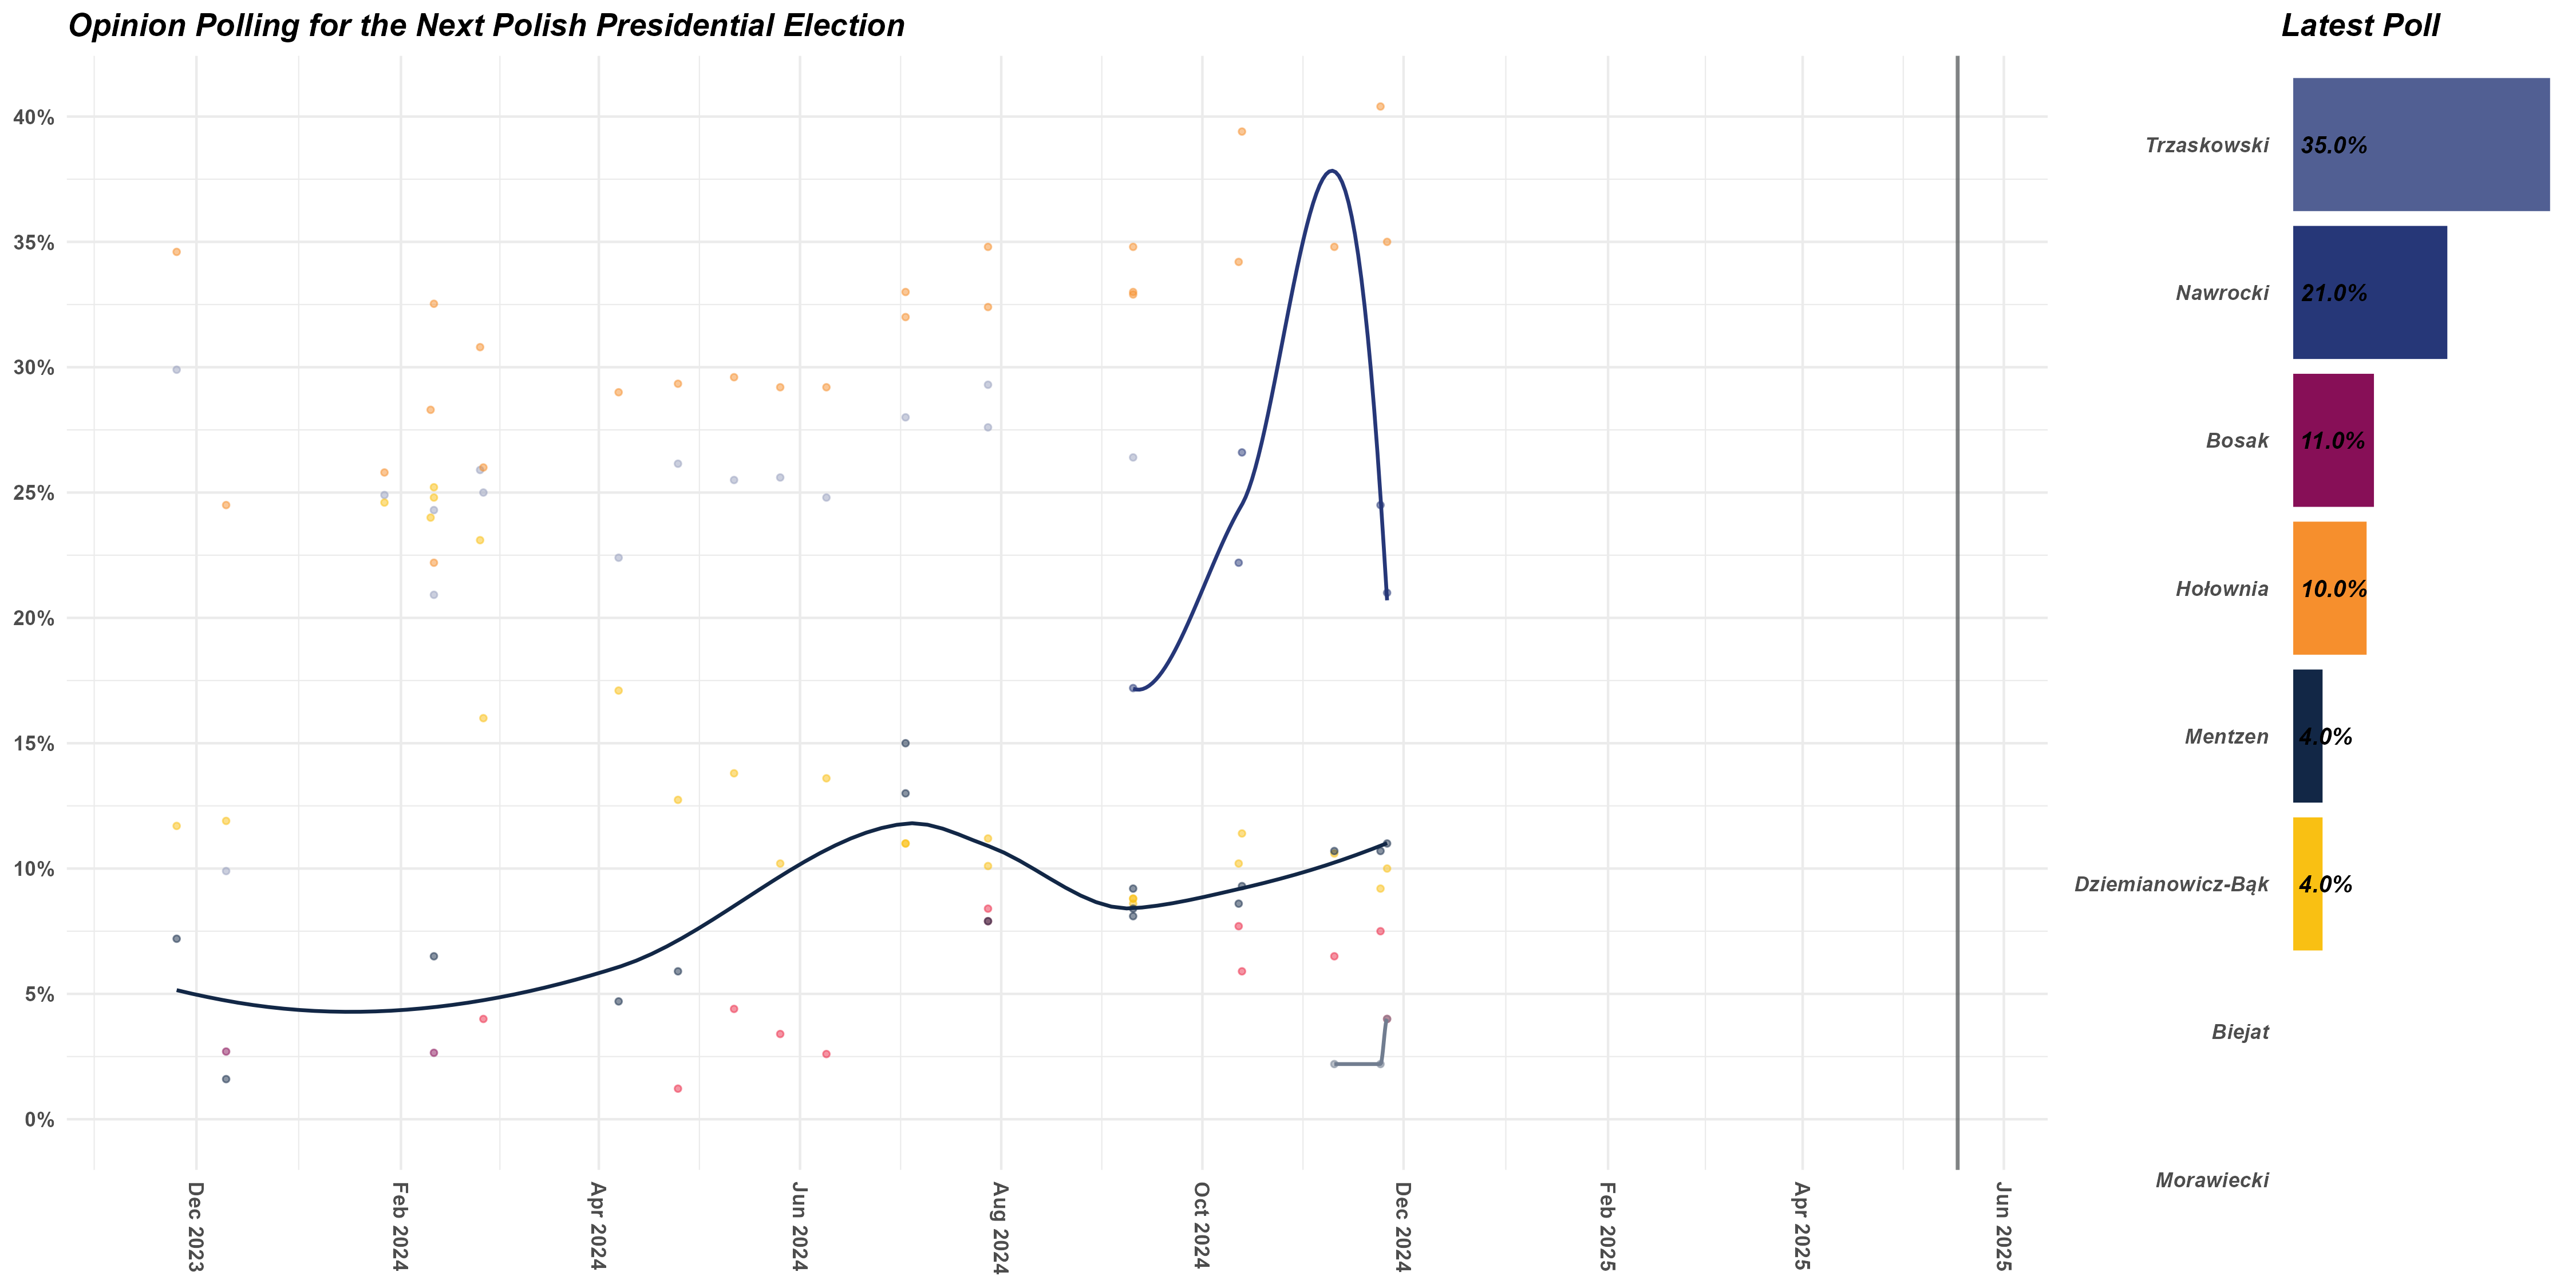 Opinion Polling for the Next Polish Presidential Election
40%
35%
30%
25%
20%
15%
10%
5%
0%
Dec 2023
Feb 2024
Apr 2024
Jun 2024
Aug 2024
Oct 2024
Dec 2024
Feb 2025
Apr 2025
Jun 2025
Latest Poll
Trzaskowski 35.0%
Nawrocki 21.0%
Bosak 11.0%
Hołownia 10.0%
Mentzen 4.0%
Dziemianowicz-Bąk 4.0%
Biejat
Morawiecki